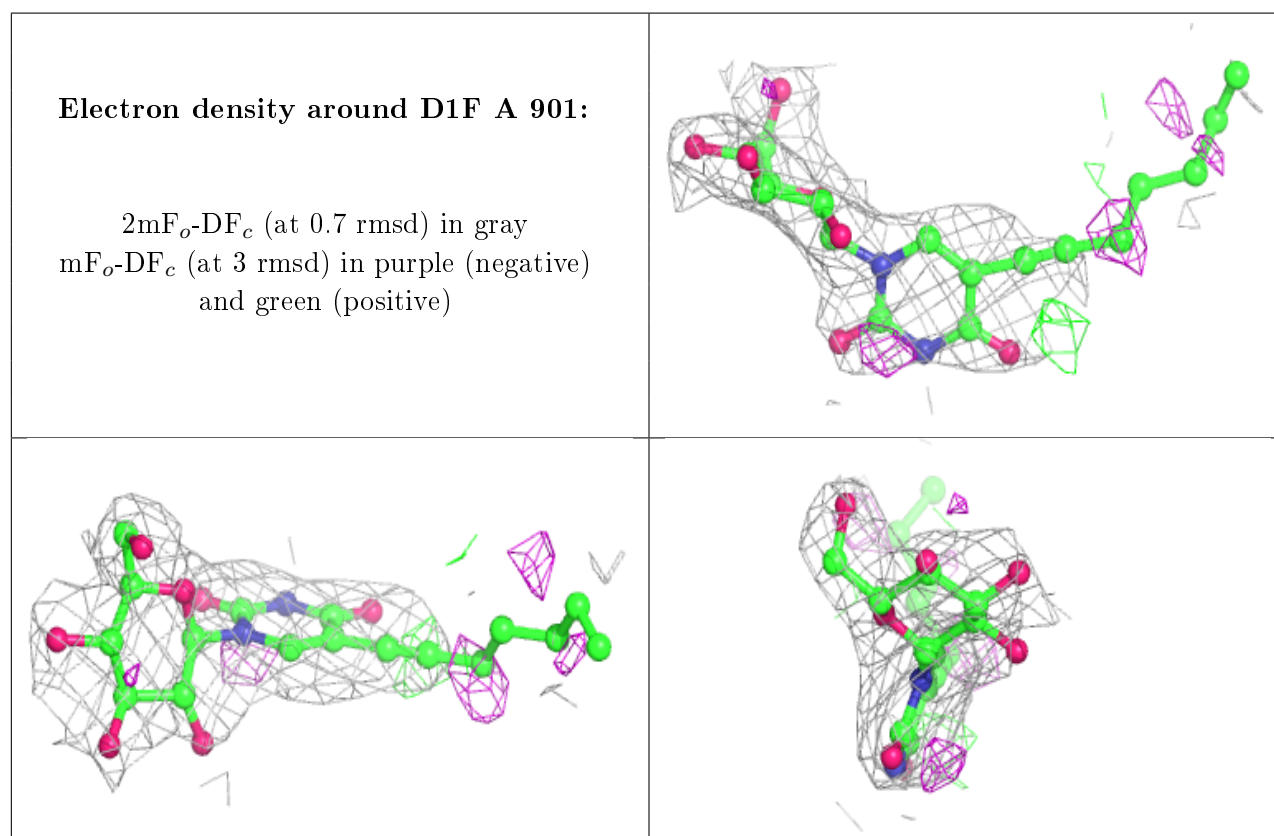 Electron density around D1F A 901:
2mFo-DFc (at 0.7 rmsd) in gray
mFo-DFc (at 3 rmsd) in purple (negative)
and green (positive)